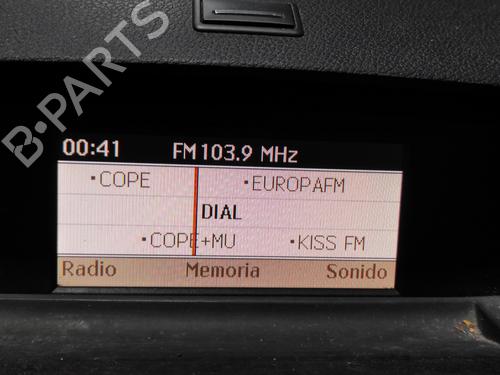 B-PARTS
00:41 FM 103.9 MHz
•COPE •EUROPAFM
DIAL
•COPE+MU •KISS FM
Radio Memoria Sonido